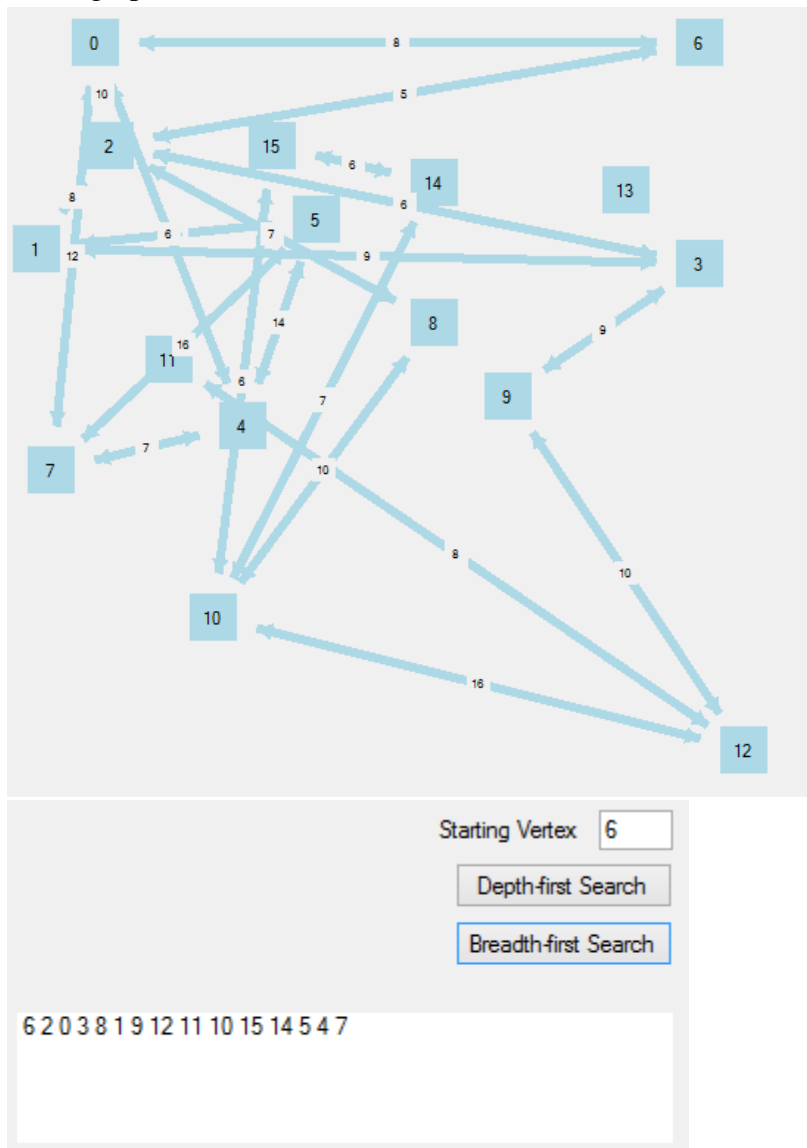 0 8 6
10
5
2 15 6 14 13
8 6
5
1 6 7
12 9 3
14 8
16 9
11
6 7 9
4
7 7
10
8
10
10
16
12
Starting Vertex 6
Depth-first Search
Breadth-first Search
6 2 0 3 8 1 9 12 11 10 15 14 5 4 7